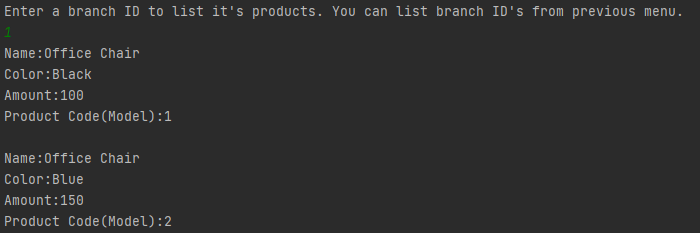 Enter a branch ID to list it's products. You can list branch ID's from previous menu.
1
Name:Office Chair
Color:Black
Amount:100
Product Code(Model):1
Name:Office Chair
Color:Blue
Amount:150
Product Code(Model):2